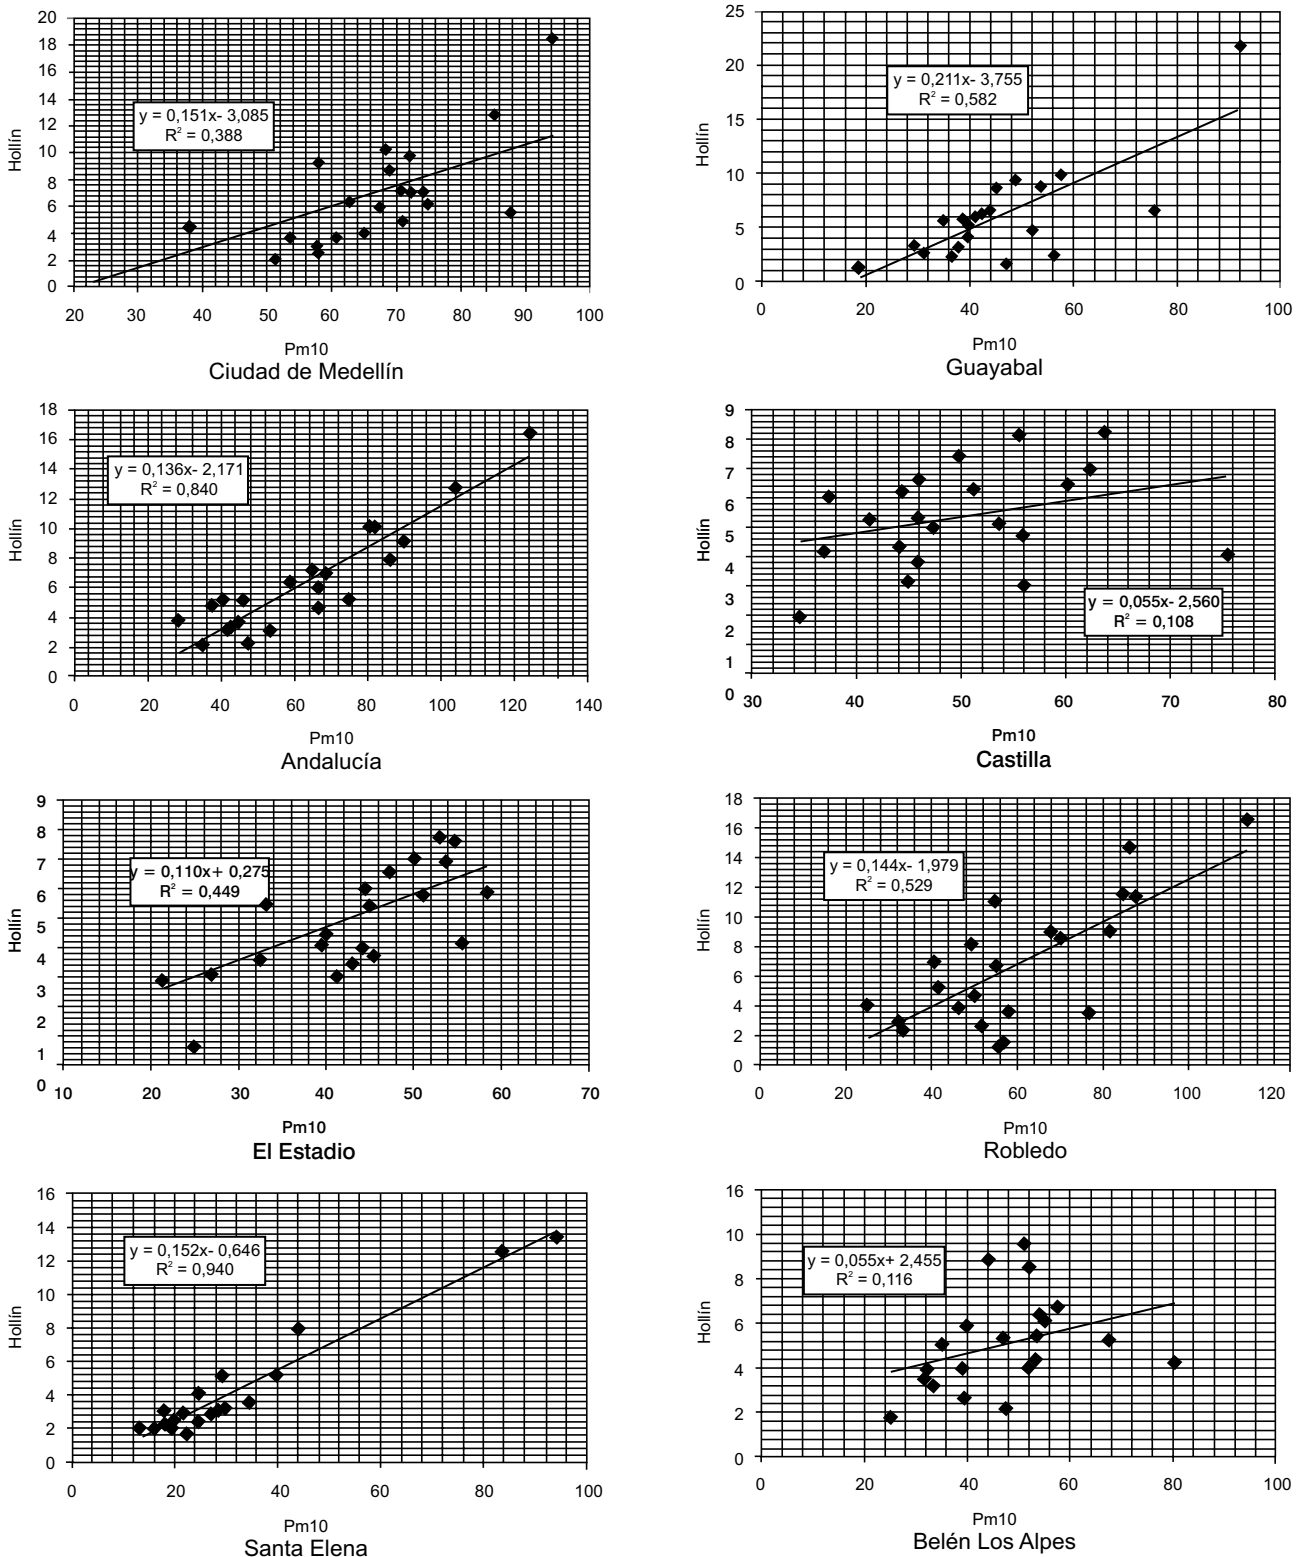 20
18
16
14
12
10
8
6
4
2
0
Hollín
y = 0,151x- 3,085
R² = 0,388
20 30 40 50 60 70 80 90 100
Pm10
Ciudad de Medellín
25
20
15
10
5
0
Hollín
y = 0,211x- 3,755
R² = 0,582
0 20 40 60 80 100
Pm10
Guayabal
18
16
14
12
10
8
6
4
2
0
Hollín
y = 0,136x- 2,171
R² = 0,840
0 20 40 60 80 100 120 140
Pm10
Andalucía
9
8
7
6
5
4
3
2
1
0
Hollín
y = 0,055x- 2,560
R² = 0,108
30 40 50 60 70 80
Pm10
Castilla
9
8
7
6
5
4
3
2
1
0
Hollín
y = 0,110x+ 0,275
R² = 0,449
10 20 30 40 50 60 70
Pm10
El Estadio
18
16
14
12
10
8
6
4
2
0
Hollín
y = 0,144x- 1,979
R² = 0,529
0 20 40 60 80 100 120
Pm10
Robledo
16
14
12
10
8
6
4
2
0
Hollín
y = 0,152x- 0,646
R² = 0,940
0 20 40 60 80 100
Pm10
Santa Elena
16
10
8
6
4
2
0
Hollín
y = 0,055x+ 2,455
R² = 0,116
0 20 40 60 80 100
Pm10
Belén Los Alpes